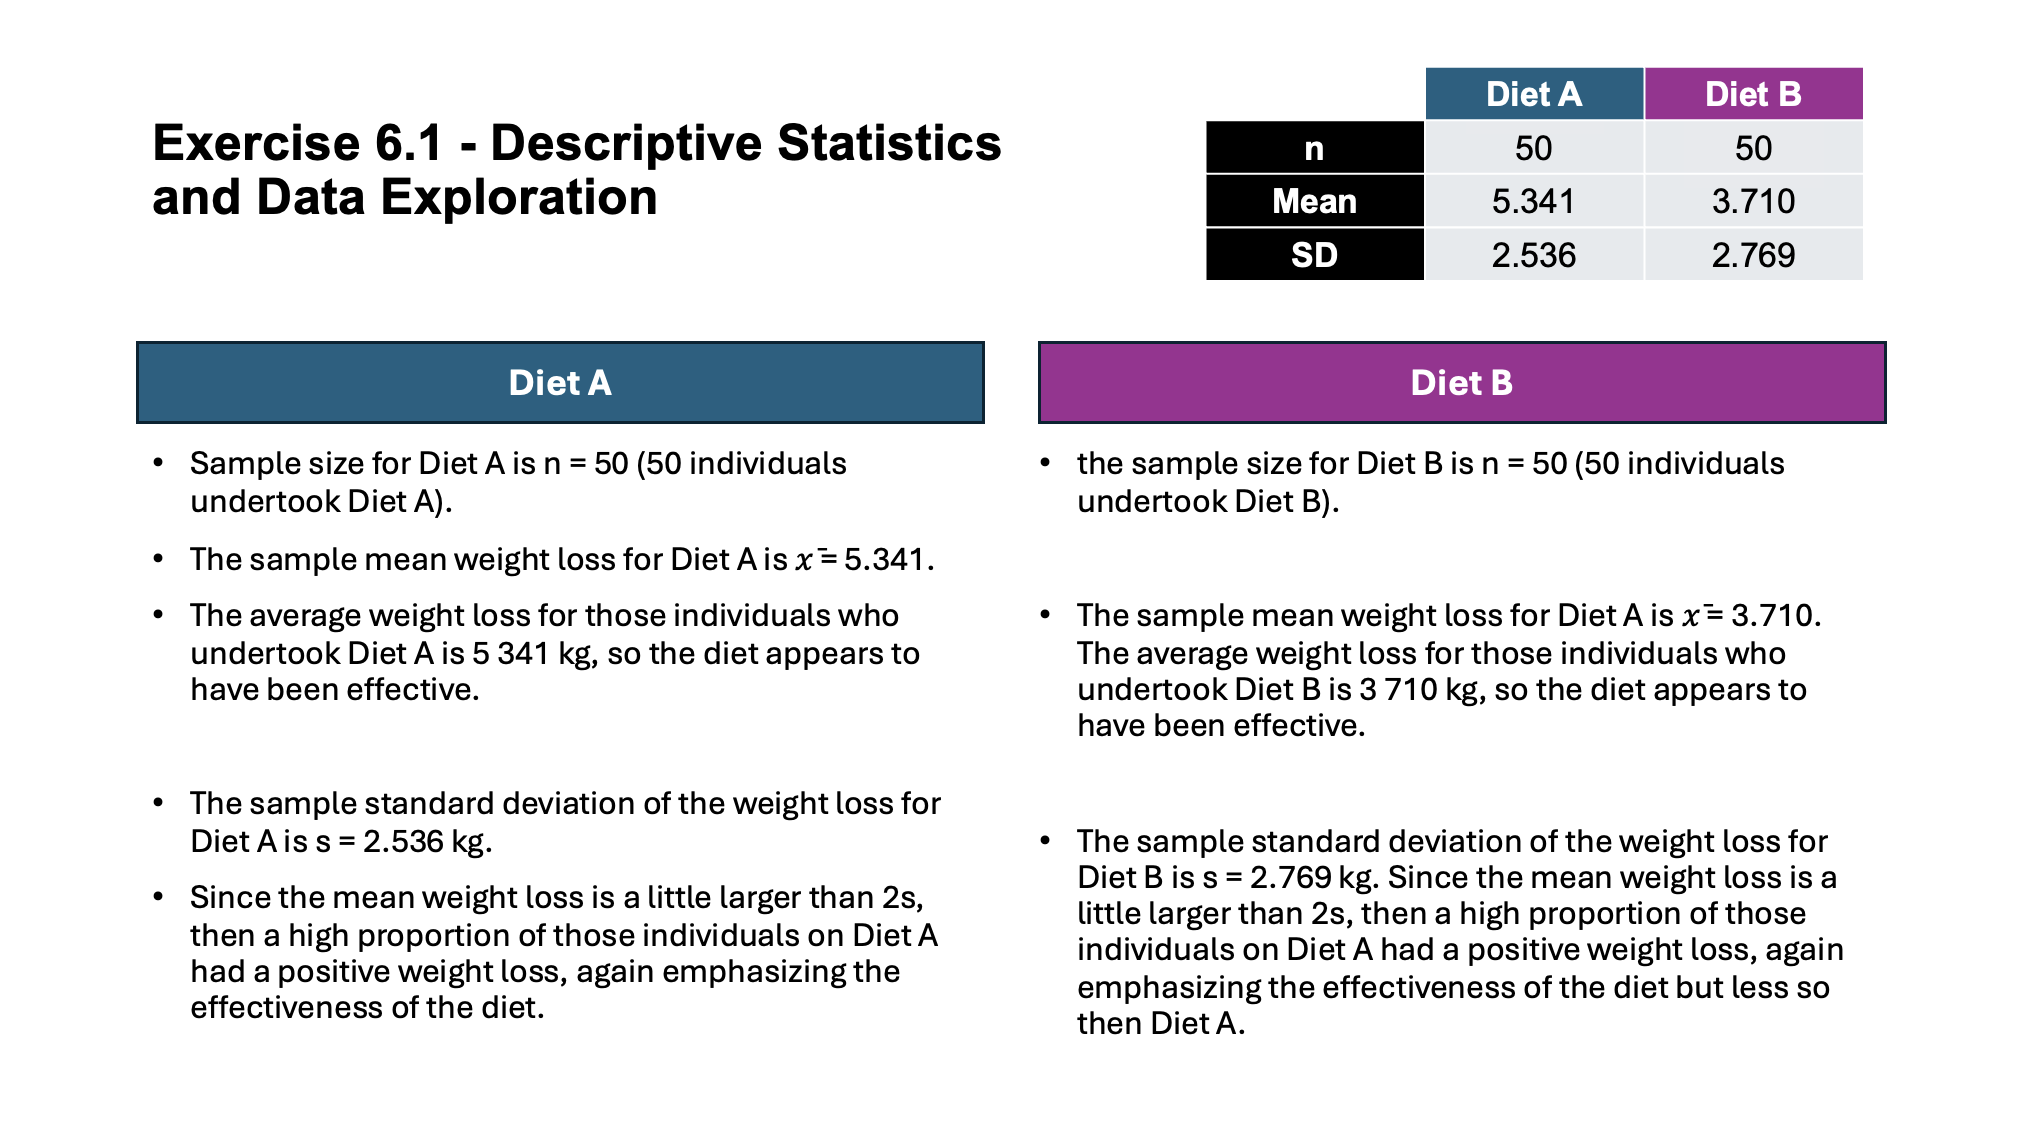 Exercise 6.1 - Descriptive Statistics
and Data Exploration
Diet A Diet B
n 50 50
Mean 5.341 3.710
SD 2.536 2.769
Diet A
• Sample size for Diet A is n = 50 (50 individuals
undertook Diet A).
• The sample mean weight loss for Diet A is x̄ = 5.341.
• The average weight loss for those individuals who
undertook Diet A is 5 341 kg, so the diet appears to
have been effective.
• The sample standard deviation of the weight loss for
Diet A is s = 2.536 kg.
• Since the mean weight loss is a little larger than 2s,
then a high proportion of those individuals on Diet A
had a positive weight loss, again emphasizing the
effectiveness of the diet.
Diet B
• the sample size for Diet B is n = 50 (50 individuals
undertook Diet B).
• The sample mean weight loss for Diet A is x̄ = 3.710.
The average weight loss for those individuals who
undertook Diet B is 3 710 kg, so the diet appears to
have been effective.
• The sample standard deviation of the weight loss for
Diet B is s = 2.769 kg. Since the mean weight loss is a
little larger than 2s, then a high proportion of those
individuals on Diet A had a positive weight loss, again
emphasizing the effectiveness of the diet but less so
then Diet A.